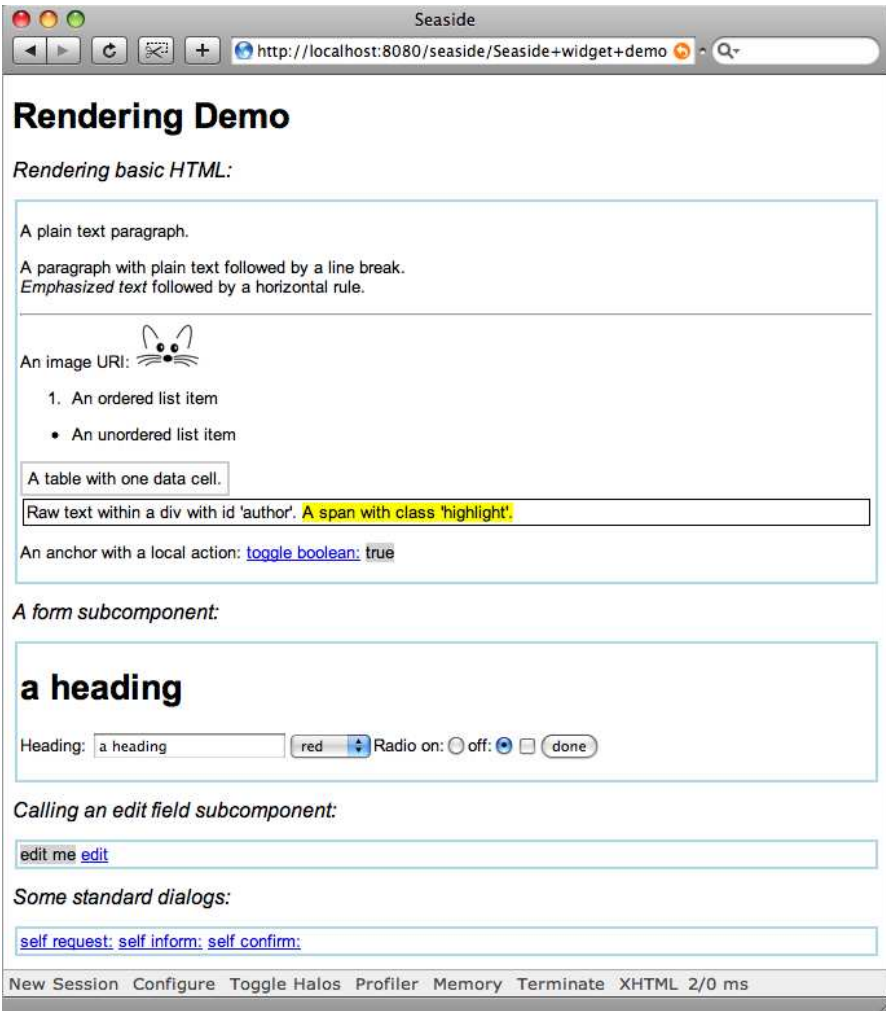 Seaside
http://localhost:8080/seaside/Seaside+widget+demo
Rendering Demo
Rendering basic HTML:
A plain text paragraph.
A paragraph with plain text followed by a line break.
Emphasized text followed by a horizontal rule.
An image URI:
1. An ordered list item
• An unordered list item
A table with one data cell.
Raw text within a div with id 'author'. A span with class 'highlight'.
An anchor with a local action: toggle boolean: true
A form subcomponent:
a heading
Heading: a heading red Radio on: off: done
Calling an edit field subcomponent:
edit me edit
Some standard dialogs:
self request: self inform: self confirm:
New Session Configure Toggle Halos Profiler Memory Terminate XHTML 2/0 ms